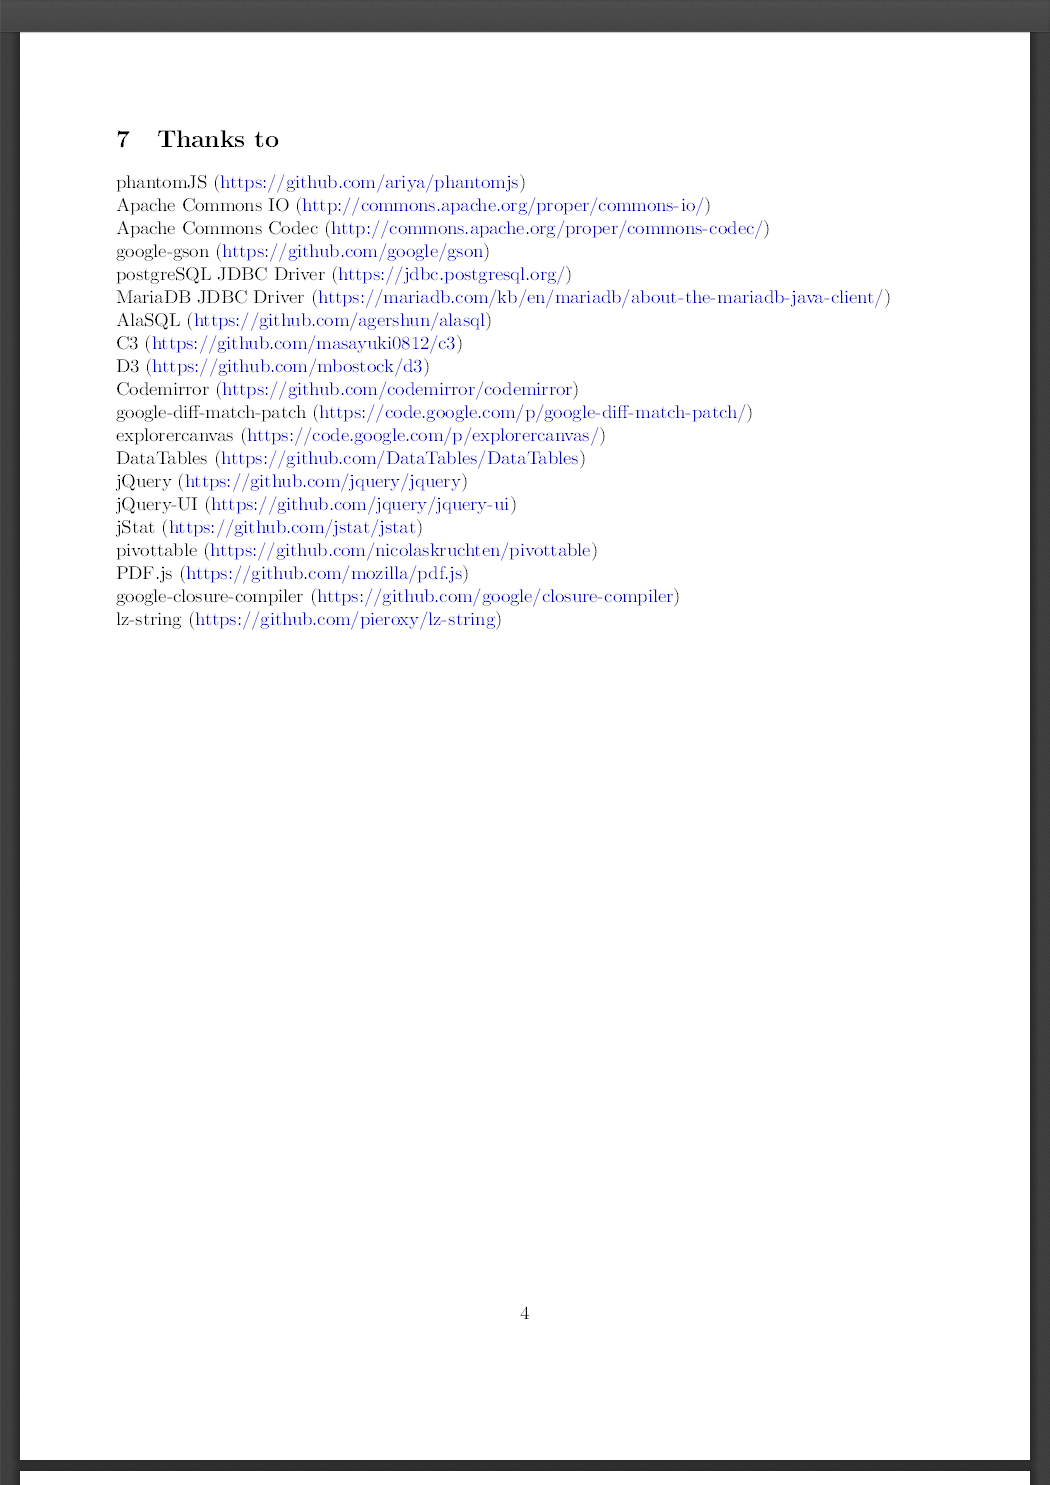 7 Thanks to
phantomJS (https://github.com/ariya/phantomjs)
Apache Commons IO (http://commons.apache.org/proper/commons-io/)
Apache Commons Codec (http://commons.apache.org/proper/commons-codec/)
google-gson (https://github.com/google/gson)
postgreSQL JDBC Driver (https://jdbc.postgresql.org/)
MariaDB JDBC Driver (https://mariadb.com/kb/en/mariadb/about-the-mariadb-java-client/)
AlaSQL (https://github.com/agershun/alasql)
C3 (https://github.com/masayuki0812/c3)
D3 (https://github.com/mbostock/d3)
Codemirror (https://github.com/codemirror/codemirror)
google-diff-match-patch (https://code.google.com/p/google-diff-match-patch/)
explorercanvas (https://code.google.com/p/explorercanvas/)
DataTables (https://github.com/DataTables/DataTables)
jQuery (https://github.com/jquery/jquery)
jQuery-UI (https://github.com/jquery/jquery-ui)
jStat (https://github.com/jstat/jstat)
pivottable (https://github.com/nicolaskruchten/pivottable)
PDF.js (https://github.com/mozilla/pdf.js)
google-closure-compiler (https://github.com/google/closure-compiler)
lz-string (https://github.com/pieroxy/lz-string)
4